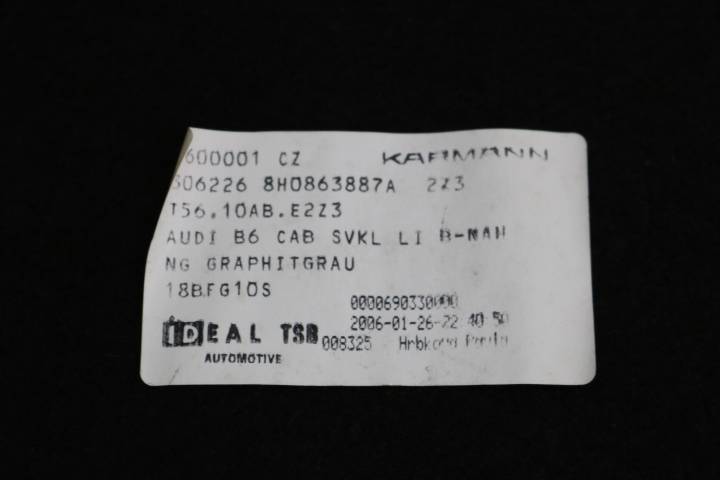 600001 CZ KARMANN
306226 8H0863887A 2Z3
T56.10AB.E2Z3
AUDI B6 CAB SVKL LI B-MAN
NG GRAPHITGRAU
18BFG10S
0000690330000
2006-01-26-22 40 50
IDEAL TSB 008325
AUTOMOTIVE